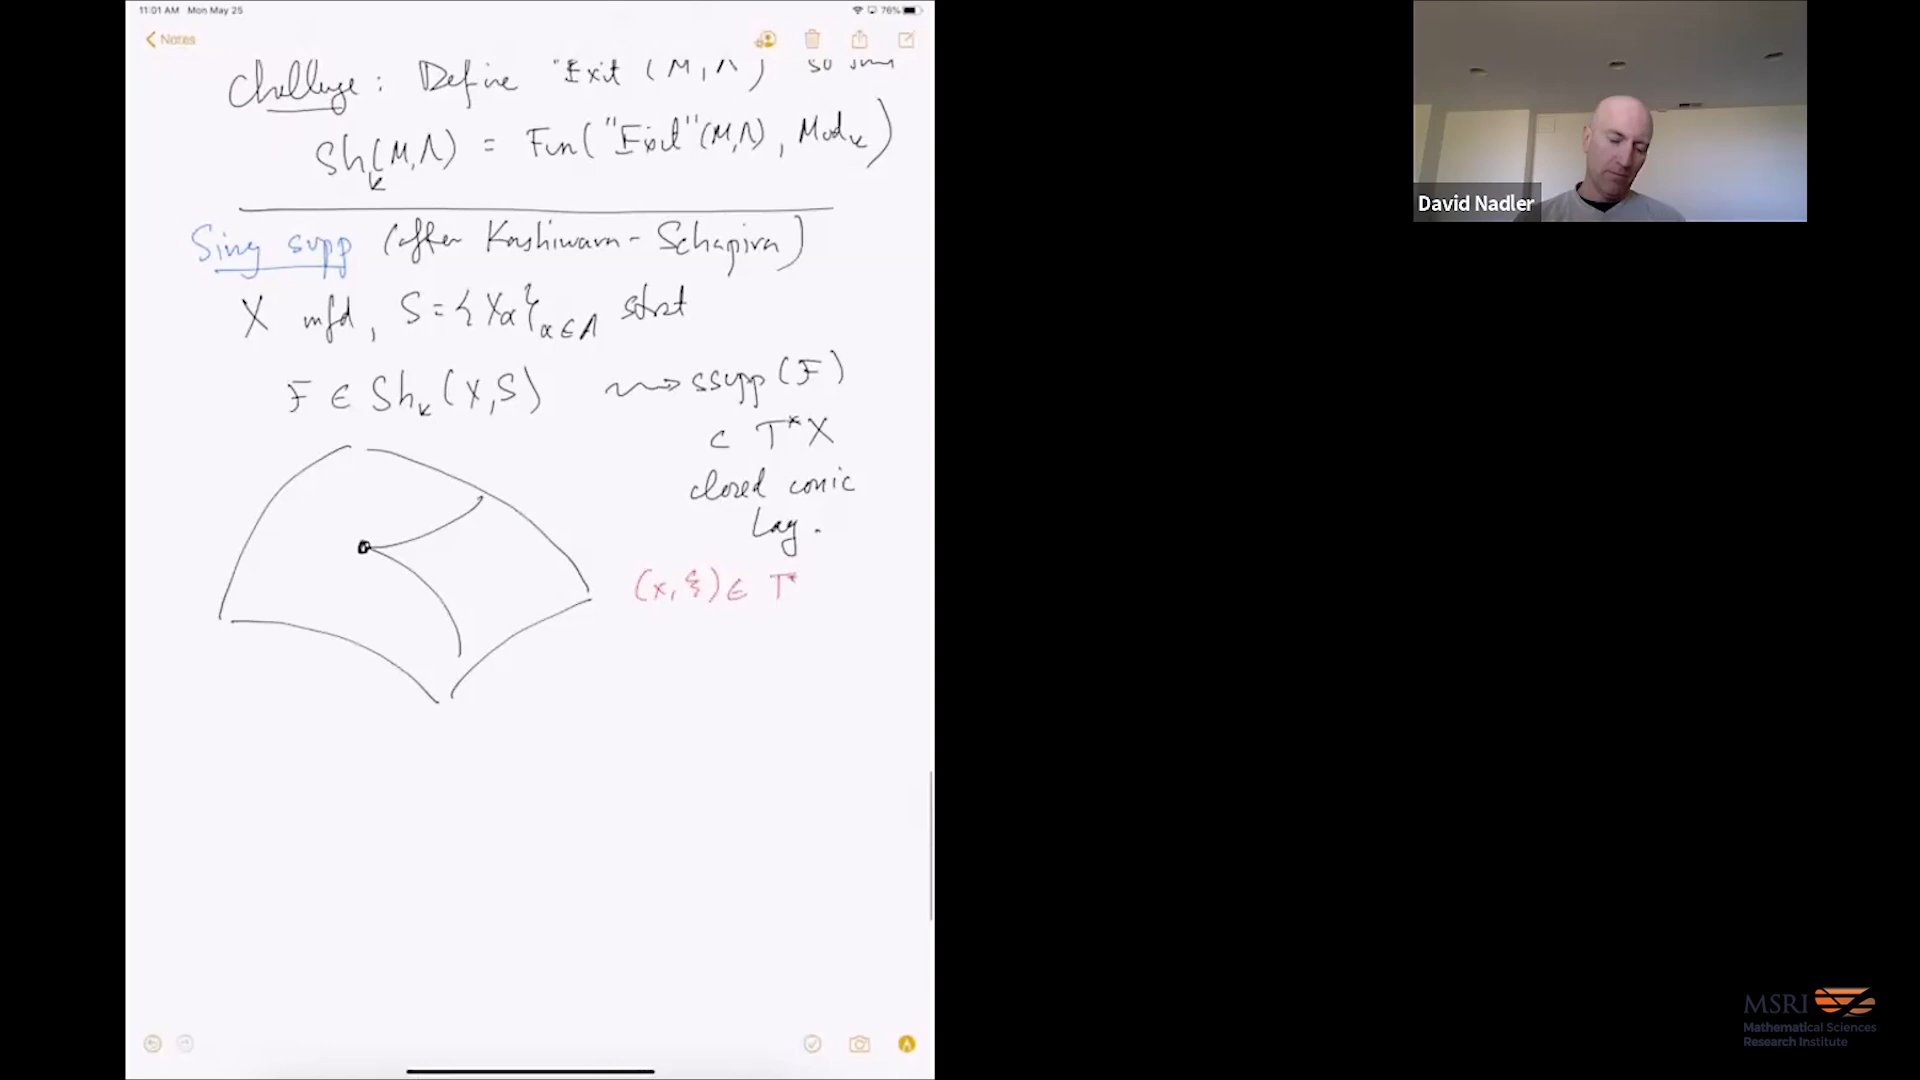 11:01 AM Mon May 25
76%
Notes
Challenge : Define "Exit (M, Λ) so
Sh_k(M,Λ) = Fun("Exit"(M,Λ), Mod_k)
Sing supp (after Kashiwara-Schapira)
X mfd, S = {X_α}_{α∈A} strat
F ∈ Sh_k(X,S) ⇝ ssupp(F)
⊂ T*X
closed conic
Lag.
(x,ξ) ∈ T*
David Nadler
MSRI
Mathematical Sciences
Research Institute